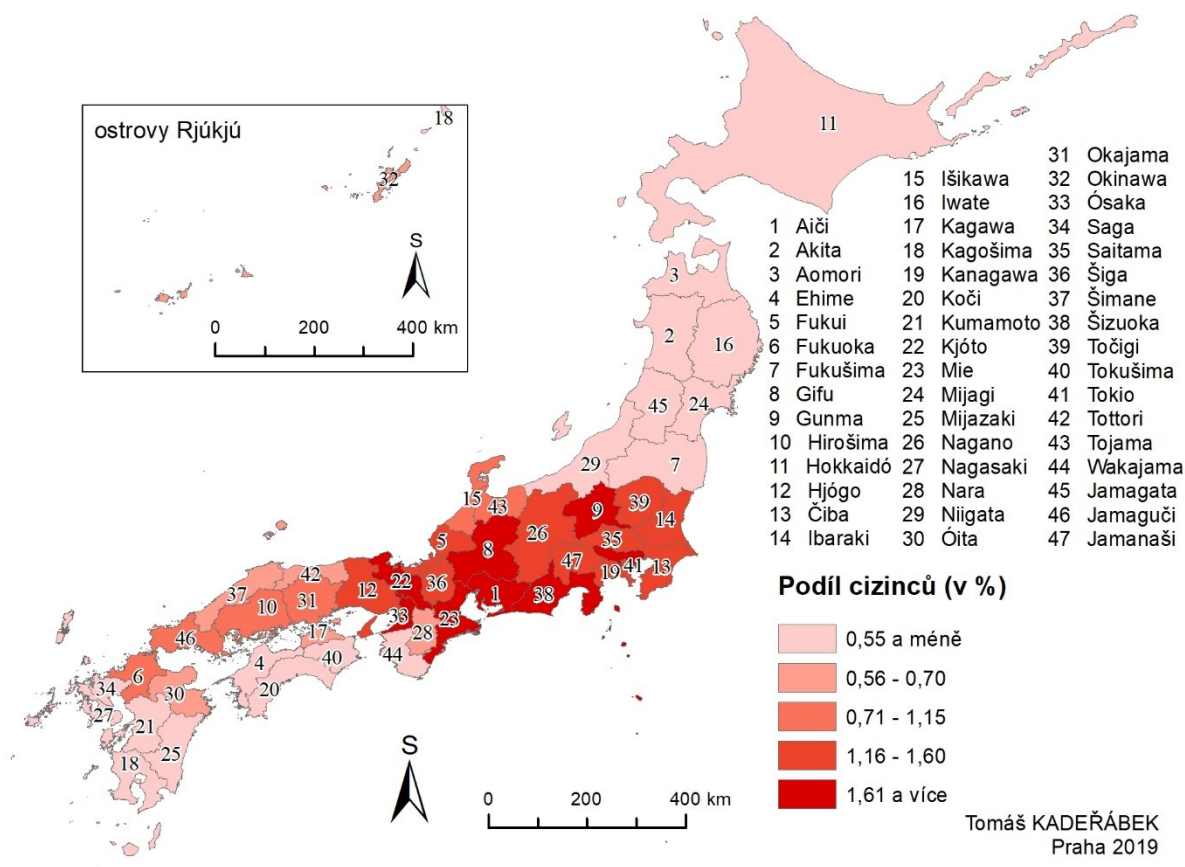 ostrovy Rjúkjú
18
32
S
0 200 400 km
11
3
2
16
45
24
29
7
15
43
9
39
14
26
5
8
35
47
41
13
19
42
22
36
37
12
1
38
10
31
33
23
46
17
28
4
40
44
6
20
34
30
27
21
25
18
S
0 200 400 km
1 Aiči
2 Akita
3 Aomori
4 Ehime
5 Fukui
6 Fukuoka
7 Fukušima
8 Gifu
9 Gunma
10 Hirošima
11 Hokkaidó
12 Hjógo
13 Čiba
14 Ibaraki
15 Išikawa
16 Iwate
17 Kagawa
18 Kagošima
19 Kanagawa
20 Koči
21 Kumamoto
22 Kjóto
23 Mie
24 Mijagi
25 Mijazaki
26 Nagano
27 Nagasaki
28 Nara
29 Niigata
30 Óita
31 Okajama
32 Okinawa
33 Ósaka
34 Saga
35 Saitama
36 Šiga
37 Šimane
38 Šizuoka
39 Točigi
40 Tokušima
41 Tokio
42 Tottori
43 Tojama
44 Wakajama
45 Jamagata
46 Jamaguči
47 Jamanaši
Podíl cizinců (v %)
0,55 a méně
0,56 - 0,70
0,71 - 1,15
1,16 - 1,60
1,61 a více
Tomáš KADEŘÁBEK
Praha 2019